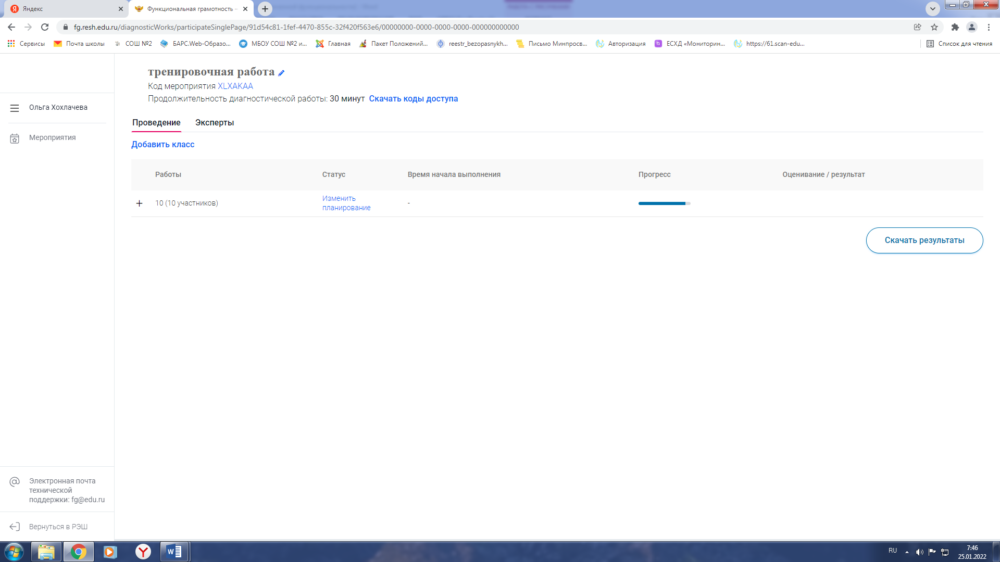 Яндекс
Функциональная грамотность –
fg.resh.edu.ru/diagnosticWorks/participateSinglePage/91d54c81-1fef-4470-855c-32f420f563e6/00000000-0000-0000-0000-000000000000
Сервисы Почта школы СОШ №2 БАРС.Web-Образо... МБОУ СОШ №2 и... Главная Пакет Положений... reestr_bezopasnykh... Письмо Минпросв... Авторизация ЕСХД «Мониторин... https://61.scan-edu... Список для чтения
тренировочная работа
Код мероприятия XLXAKAA
Продолжительность диагностической работы: 30 минут Скачать коды доступа
Ольга Хохлачева
Мероприятия
Проведение Эксперты
Добавить класс
Работы Статус Время начала выполнения Прогресс Оценивание / результат
+ 10 (10 участников) Изменить
планирование -
Скачать результаты
Электронная почта
технической
поддержки: fg@edu.ru
Вернуться в РЭШ
RU 7:46
25.01.2022